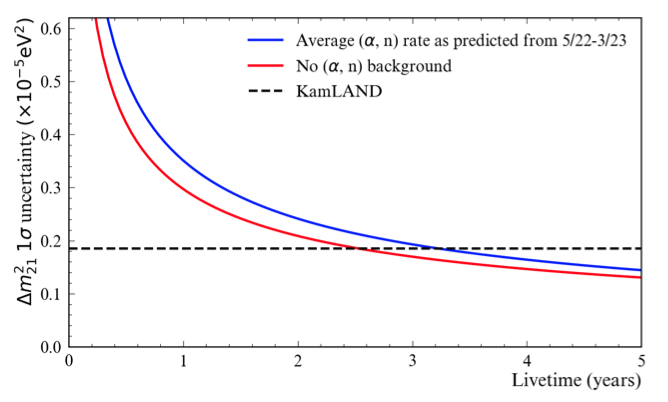 0.6
0.5
0.4
0.3
0.2
0.1
0.0
Δm²₂₁ 1σ uncertainty (×10⁻⁵eV²)
Average (α, n) rate as predicted from 5/22-3/23
No (α, n) background
KamLAND
0 1 2 3 4 5
Livetime (years)